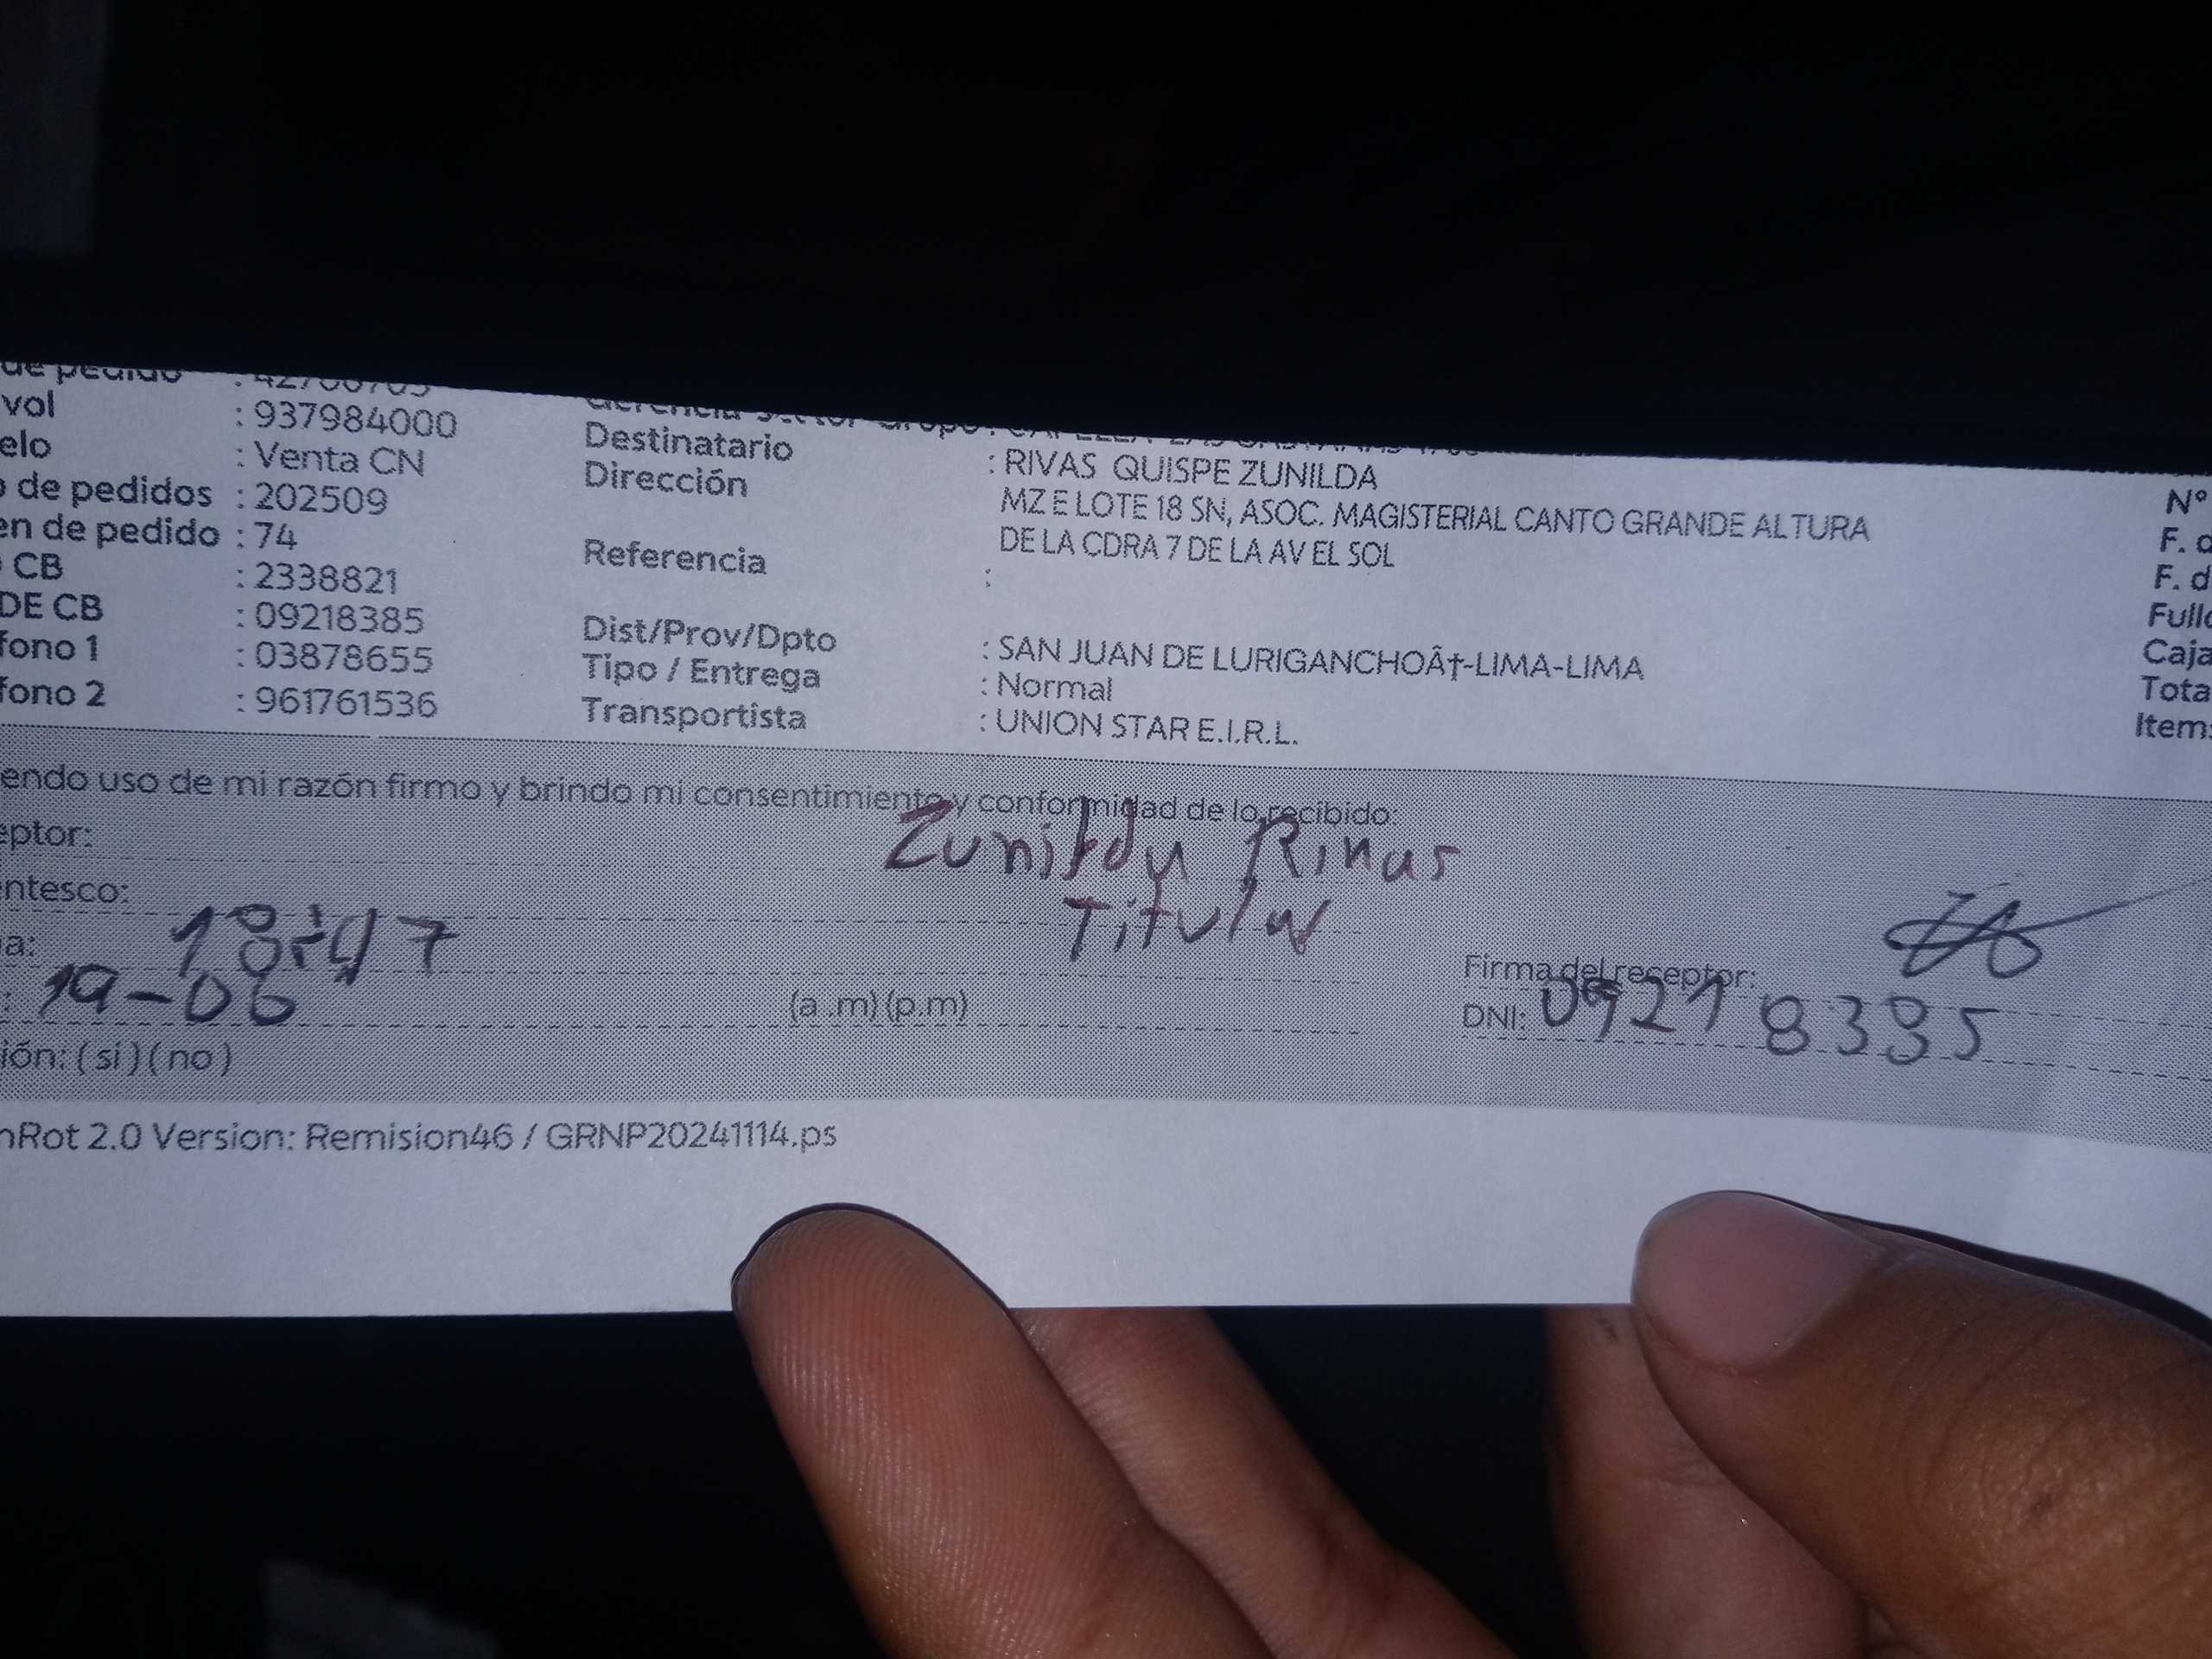 de pedido : 42706705
vol : 937984000
elo : Venta CN
o de pedidos : 202509
en de pedido : 74
CB : 2338821
DE CB : 09218385
fono 1 : 03878655
fono 2 : 961761536
Destinatario : RIVAS QUISPE ZUNILDA
Dirección MZ E LOTE 18 SN, ASOC. MAGISTERIAL CANTO GRANDE ALTURA
DE LA CDRA 7 DE LA AV EL SOL
Referencia :
Dist/Prov/Dpto : SAN JUAN DE LURIGANCHOÂ†-LIMA-LIMA
Tipo / Entrega : Normal
Transportista : UNION STAR E.I.R.L.
N°
F. d
F. d
Full
Caja
Tota
Item
endo uso de mi razón firmo y brindo mi consentimiento y conformidad de lo recibido:
eptor: Zunilda Rivas
entesco: Titular
a: 18:47
: 19-06 (a .m) (p.m)
Firma del receptor:
DNI: 09218385
ión: ( si ) ( no )
nRot 2.0 Version: Remision46 / GRNP20241114.ps